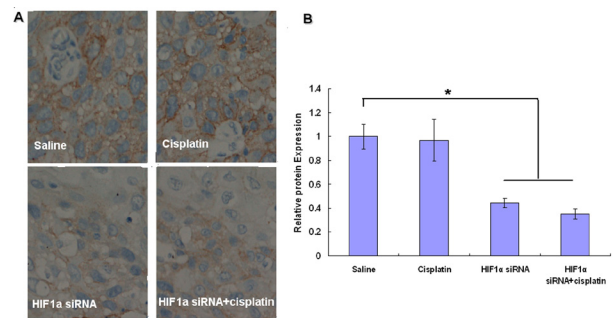 A
Saline
Cisplatin
HIF1a siRNA
HIF1a siRNA+cisplatin
B
Relative protein Expression
1.4
1.2
1
0.8
0.6
0.4
0.2
0
*
Saline
Cisplatin
HIF1α siRNA
HIF1α
siRNA+cisplatin